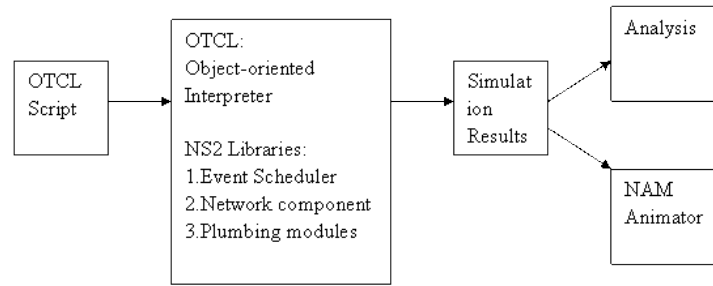 OTCL
Script
OTCL:
Object-oriented
Interpreter
NS2 Libraries:
1.Event Scheduler
2.Network component
3.Plumbing modules
Simulat
ion
Results
Analysis
NAM
Animator